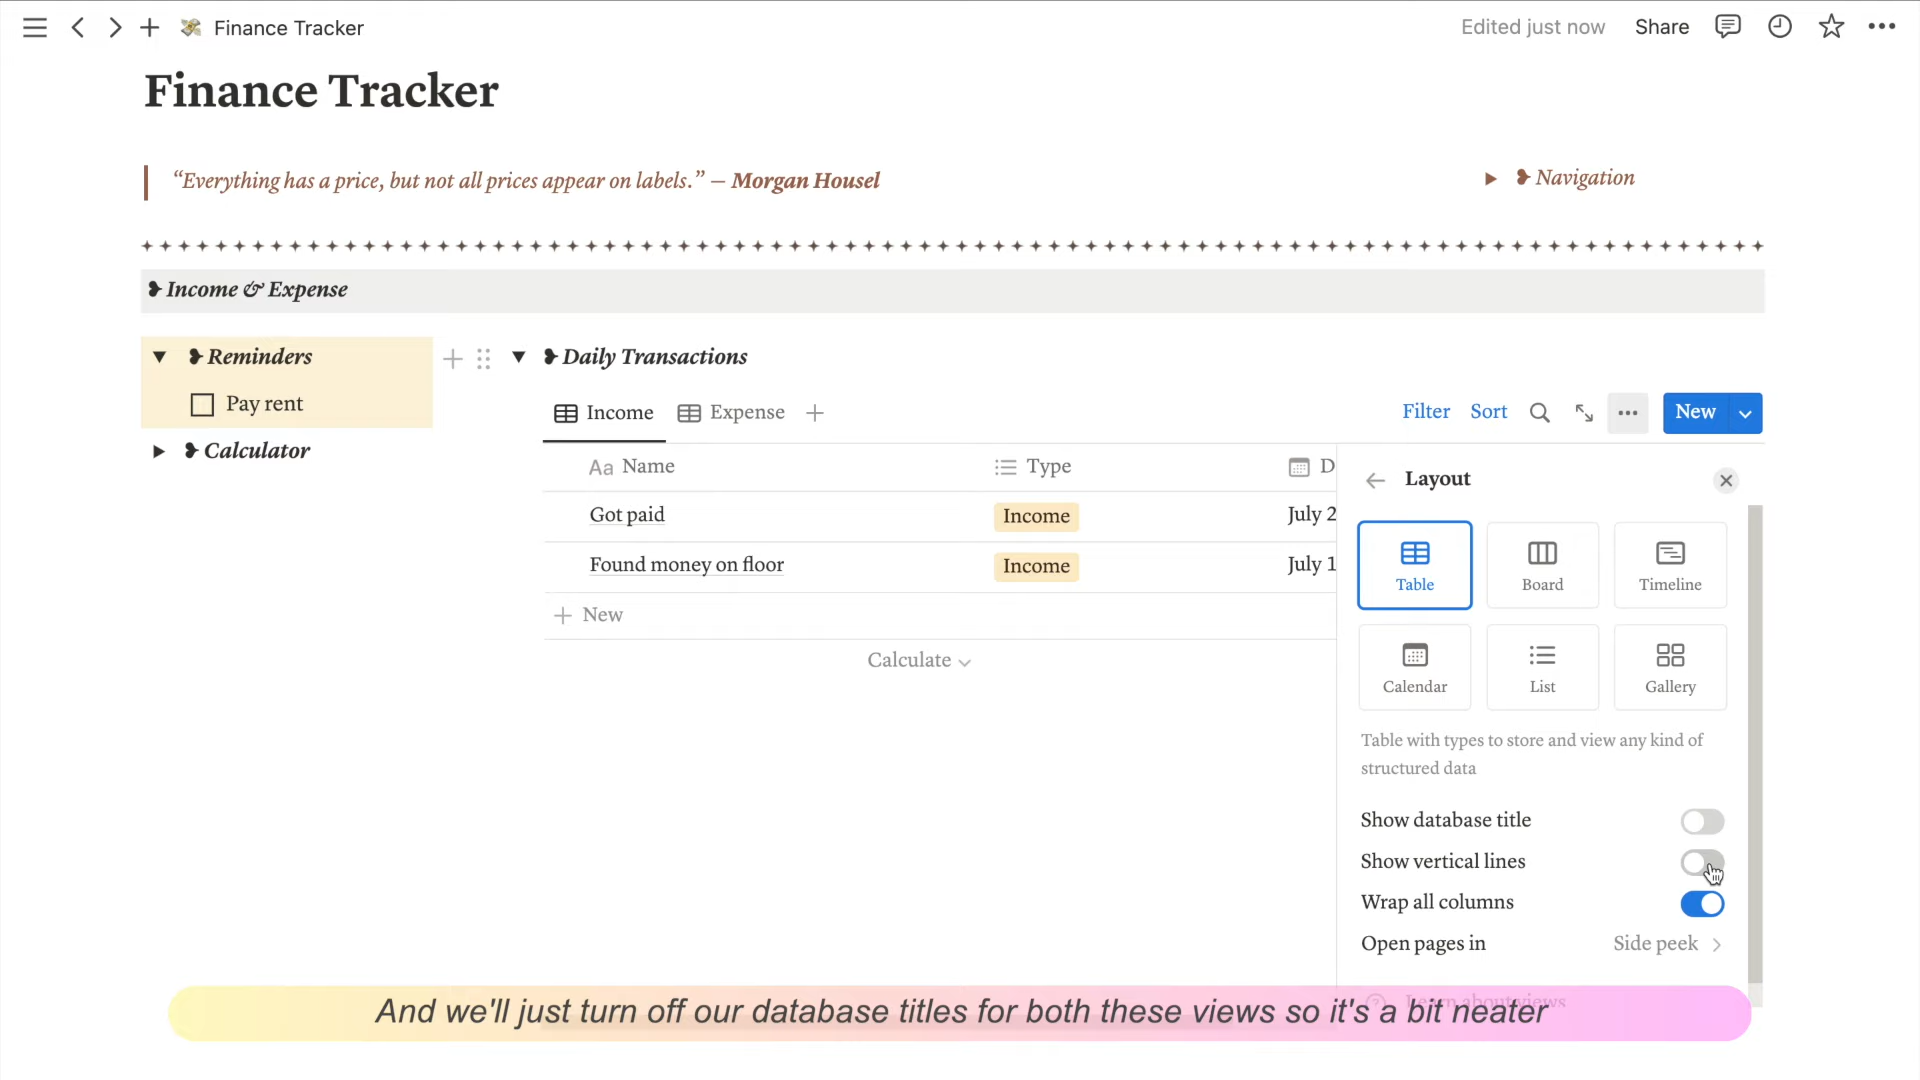 Finance Tracker
Edited just now
Share
Finance Tracker
“Everything has a price, but not all prices appear on labels.” — Morgan Housel
Navigation
Income & Expense
Reminders
Pay rent
Calculator
Daily Transactions
Income
Expense
Filter
Sort
New
Aa Name
Type
D
Got paid
Income
July 2
Found money on floor
Income
July 1
New
Calculate
Layout
Table
Board
Timeline
Calendar
List
Gallery
Table with types to store and view any kind of
structured data
Show database title
Show vertical lines
Wrap all columns
Open pages in
Side peek
Learn about views
And we'll just turn off our database titles for both these views so it's a bit neater